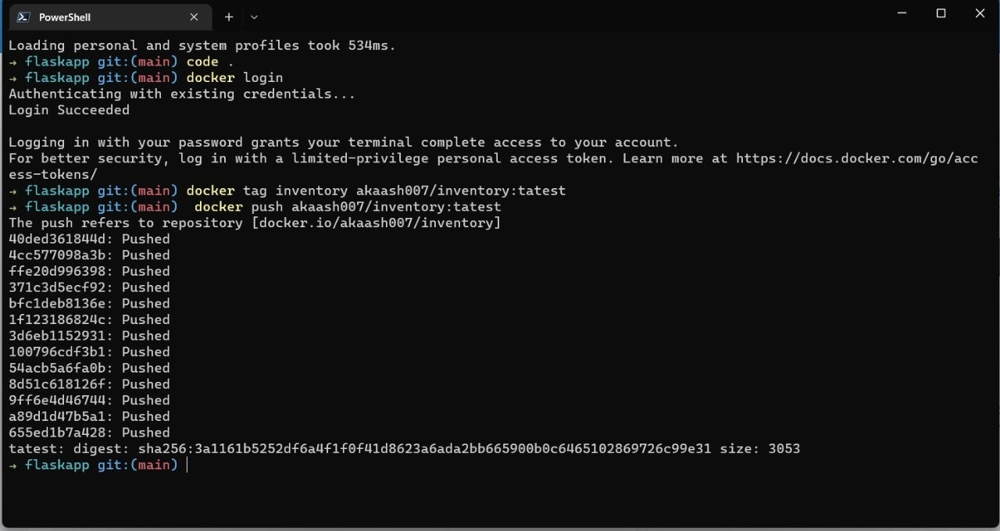 PowerShell
Loading personal and system profiles took 534ms.
→ flaskapp git:(main) code .
→ flaskapp git:(main) docker login
Authenticating with existing credentials...
Login Succeeded
Logging in with your password grants your terminal complete access to your account.
For better security, log in with a limited-privilege personal access token. Learn more at https://docs.docker.com/go/acc
ess-tokens/
→ flaskapp git:(main) docker tag inventory akaash007/inventory:tatest
→ flaskapp git:(main)  docker push akaash007/inventory:tatest
The push refers to repository [docker.io/akaash007/inventory]
40ded361844d: Pushed
4cc577098a3b: Pushed
ffe20d996398: Pushed
371c3d5ecf92: Pushed
bfc1deb8136e: Pushed
1f123186824c: Pushed
3d6eb1152931: Pushed
100796cdf3b1: Pushed
54acb5a6fa0b: Pushed
8d51c618126f: Pushed
9ff6e4d46744: Pushed
a89d1d47b5a1: Pushed
655ed1b7a428: Pushed
tatest: digest: sha256:3a1161b5252df6a4f1f0f41d8623a6ada2bb665900b0c6465102869726c99e31 size: 3053
→ flaskapp git:(main)